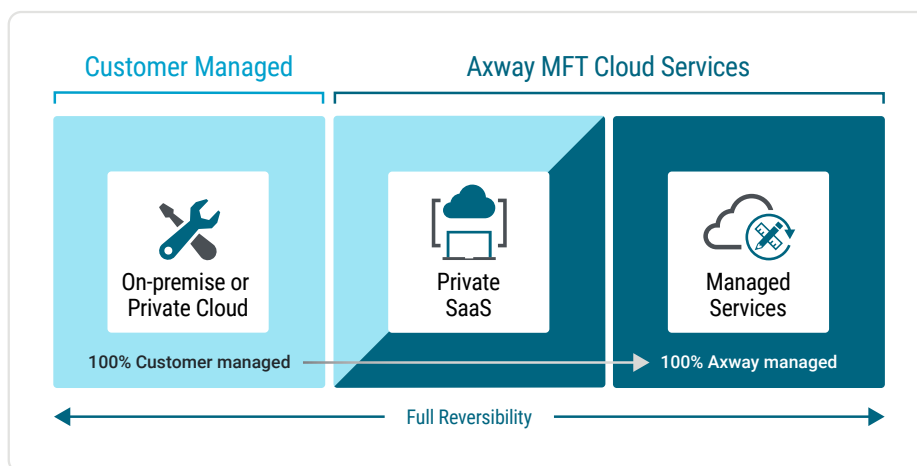 Customer Managed
Axway MFT Cloud Services
On-premise or
Private Cloud
Private
SaaS
Managed
Services
100% Customer managed
100% Axway managed
Full Reversibility